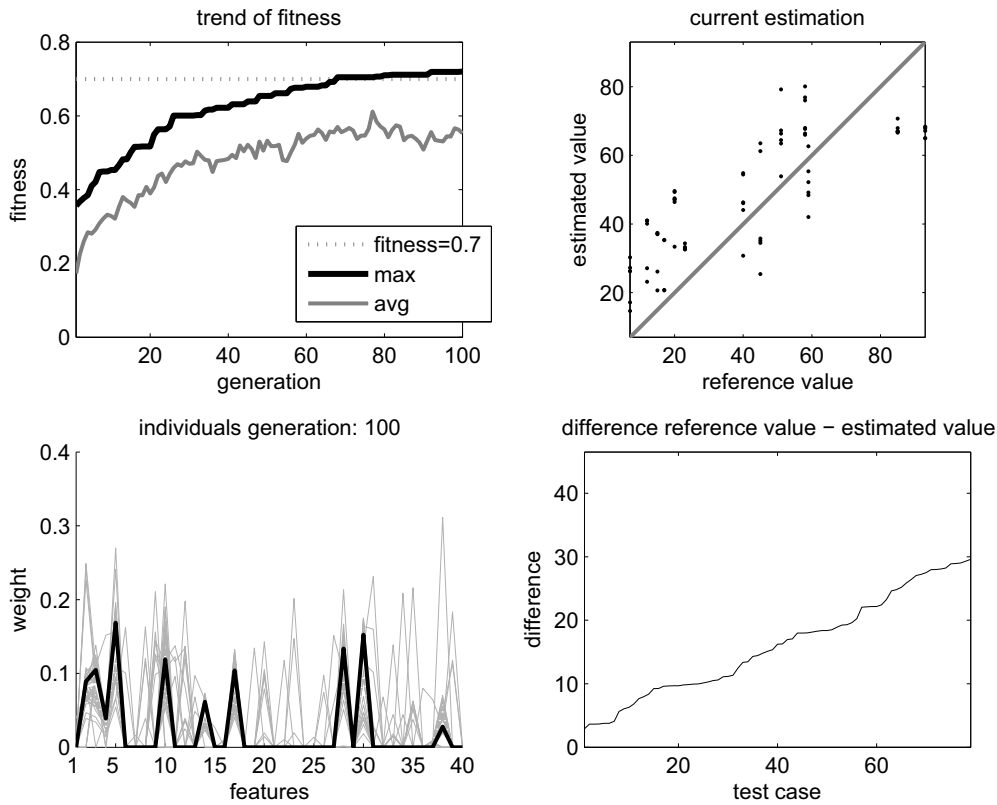 trend of fitness
0.8
0.6
0.4
0.2
0
fitness
fitness=0.7
max
avg
20 40 60 80 100
generation
current estimation
80
60
40
20
estimated value
20 40 60 80
reference value
individuals generation: 100
0.4
0.3
0.2
0.1
0
weight
1 5 10 15 20 25 30 35 40
features
difference reference value − estimated value
40
30
20
10
0
difference
20 40 60
test case